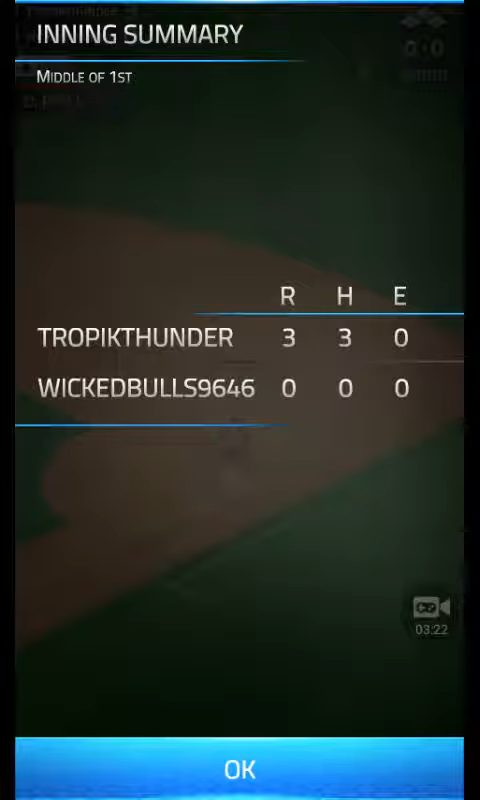 INNING SUMMARY
MIDDLE OF 1ST
R H E
TROPIKTHUNDER 3 3 0
WICKEDBULLS9646 0 0 0
03:22
OK